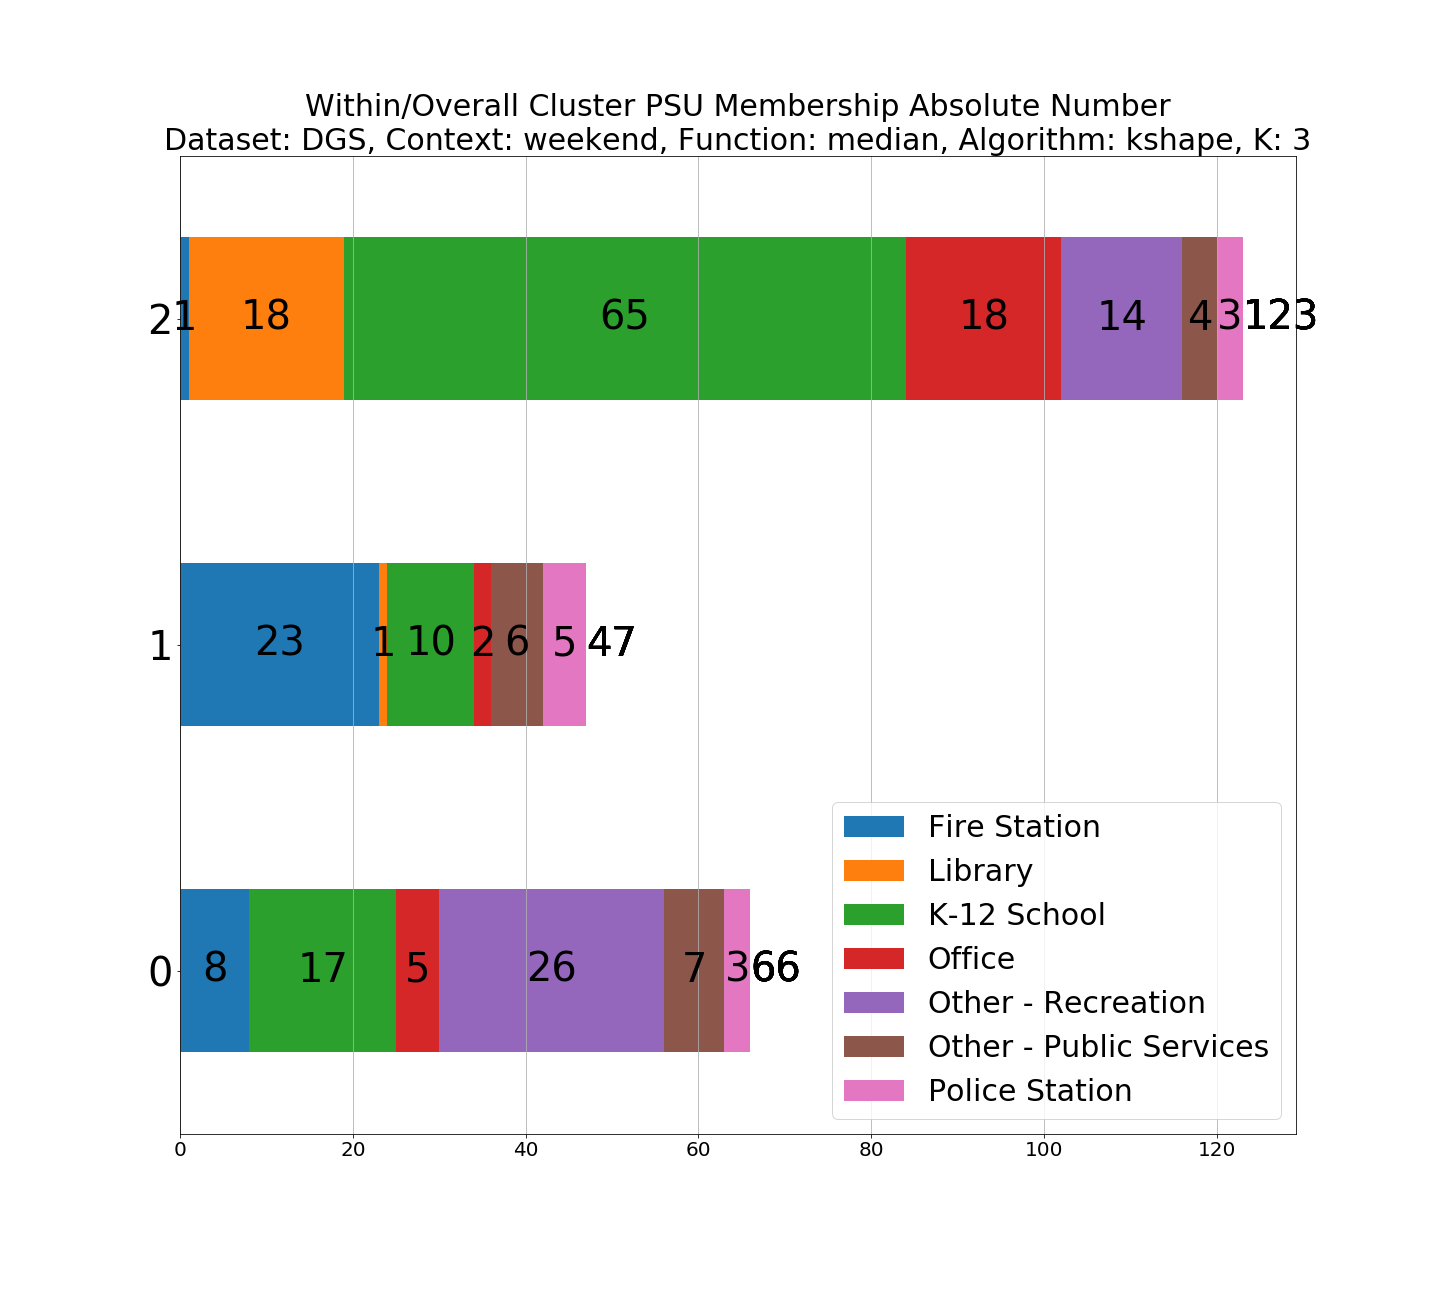 Within/Overall Cluster PSU Membership Absolute Number
Dataset: DGS, Context: weekend, Function: median, Algorithm: kshape, K: 3
2 1 18 65 18 14 4 3 123
1 23 1 10 2 6 5 47
0 8 17 5 26 7 3 66
Fire Station
Library
K-12 School
Office
Other - Recreation
Other - Public Services
Police Station
0 20 40 60 80 100 120